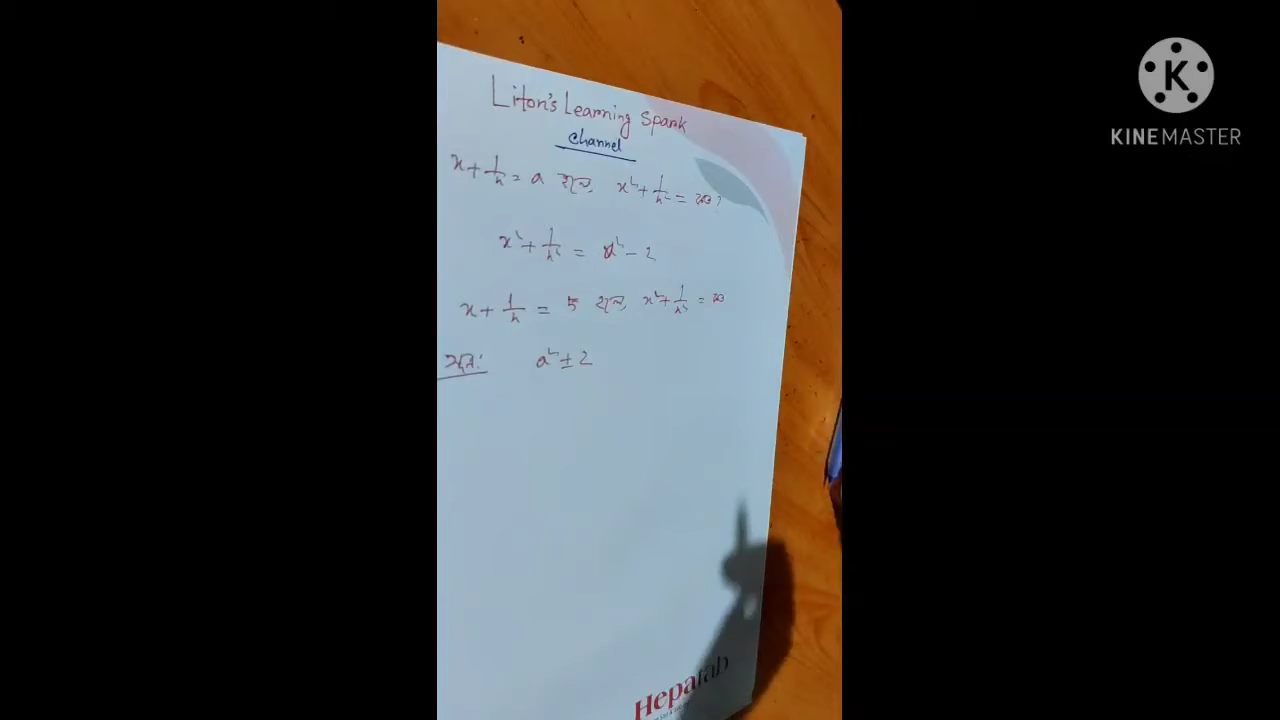 Liton's Learning Spark
Channel
x + 1/x = a হলে, x² + 1/x² = কত?
x² + 1/x² = a² - 2
x + 1/x = 5 হলে, x² + 1/x² = কত
সূত্র: a² ± 2
Hepatab
KINEMASTER